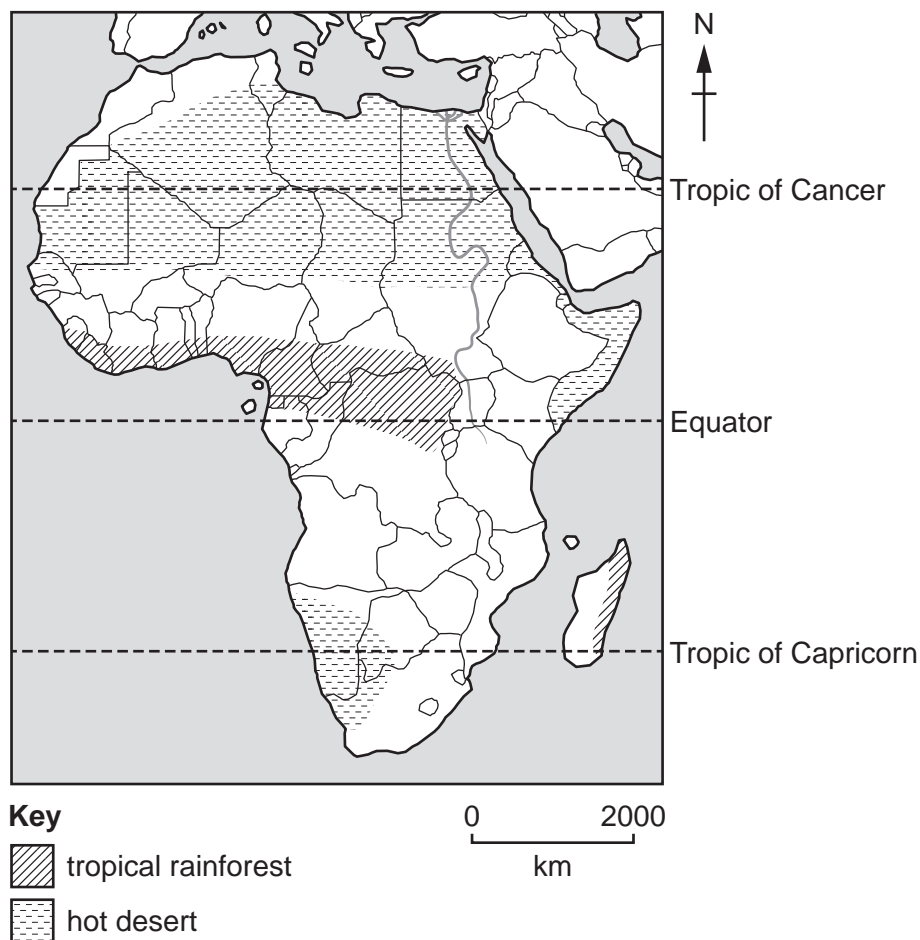 N
Tropic of Cancer
Equator
Tropic of Capricorn
Key
tropical rainforest
hot desert
0 2000
km